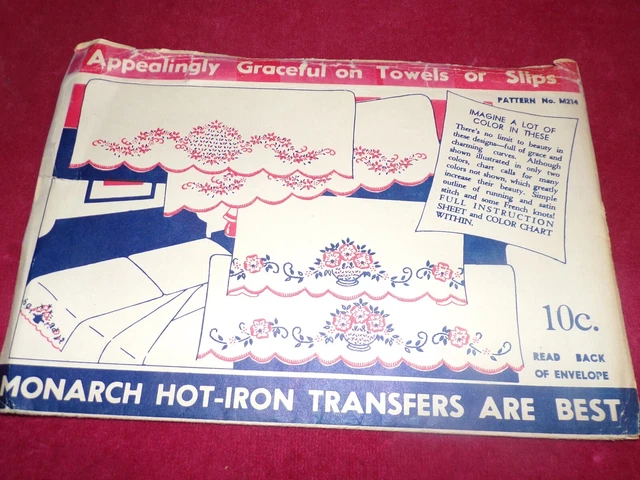 Appealingly Graceful on Towels or Slips
PATTERN No. M214
IMAGINE A LOT OF
COLOR IN THESE
There's no limit to beauty in
these designs—full of grace and
charming curves. Although
shown illustrated in only two
colors, chart calls for many
colors not shown, which greatly
increase their beauty. Simple
outline of running and satin
stitch and some French knots!
FULL INSTRUCTION
SHEET and COLOR CHART
WITHIN.
10c.
READ BACK
OF ENVELOPE
MONARCH HOT-IRON TRANSFERS ARE BEST